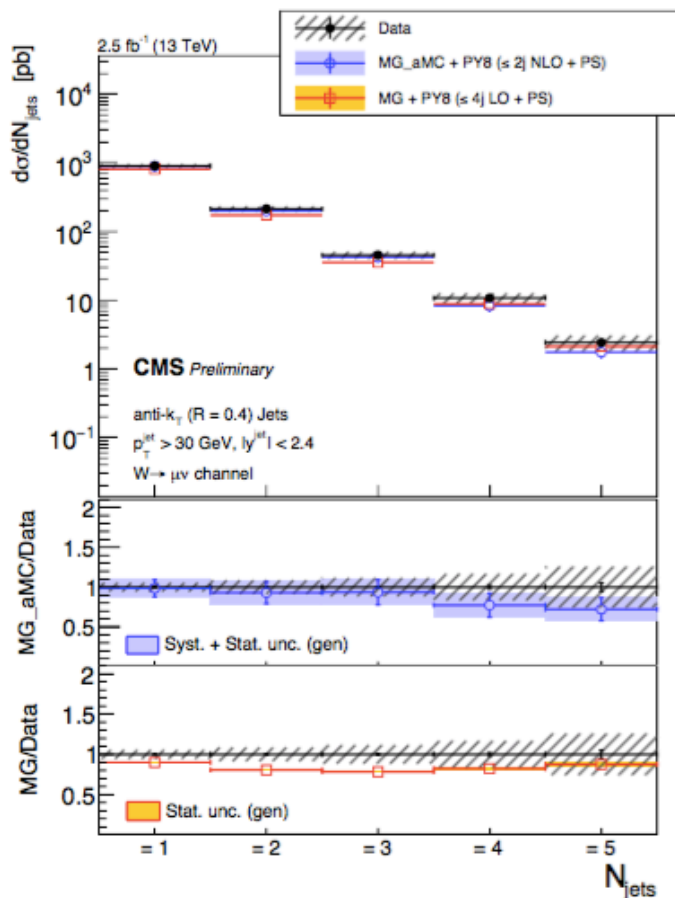 2.5 fb⁻¹ (13 TeV)
Data
MG_aMC + PY8 (≤ 2j NLO + PS)
MG + PY8 (≤ 4j LO + PS)
dσ/dN_jets [pb]
10⁴
10³
10²
10
1
10⁻¹
CMS Preliminary
anti-k_T (R = 0.4) Jets
p_T^jet > 30 GeV, |y^jet| < 2.4
W→ μν channel
MG_aMC/Data
2
1.5
1
0.5
Syst. + Stat. unc. (gen)
MG/Data
2
1.5
1
0.5
Stat. unc. (gen)
= 1 = 2 = 3 = 4 = 5
N_jets